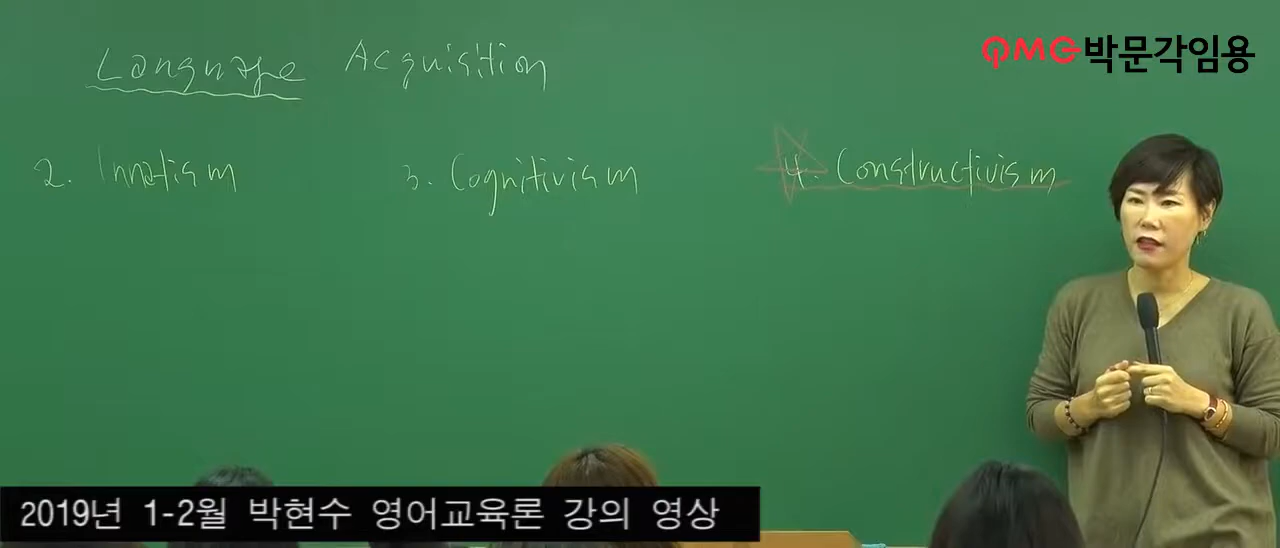 Language Acquisition
PMG박문각임용
2. Innatism
3. Cognitivism
4. Constructivism
2019년 1-2월 박현수 영어교육론 강의 영상